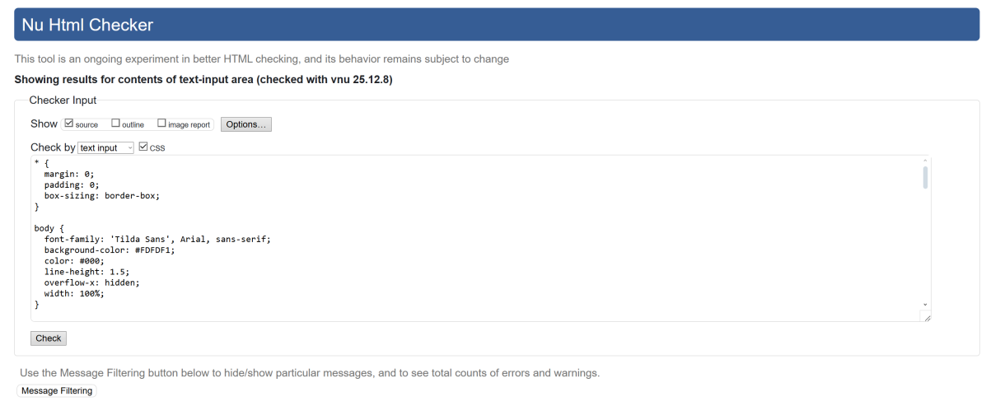 Nu Html Checker
This tool is an ongoing experiment in better HTML checking, and its behavior remains subject to change
Showing results for contents of text-input area (checked with vnu 25.12.8)
Checker Input
Show source outline image report Options...
Check by text input CSS
* {
  margin: 0;
  padding: 0;
  box-sizing: border-box;
}
body {
  font-family: 'Tilda Sans', Arial, sans-serif;
  background-color: #FDFDF1;
  color: #000;
  line-height: 1.5;
  overflow-x: hidden;
  width: 100%;
}
Check
Use the Message Filtering button below to hide/show particular messages, and to see total counts of errors and warnings.
Message Filtering